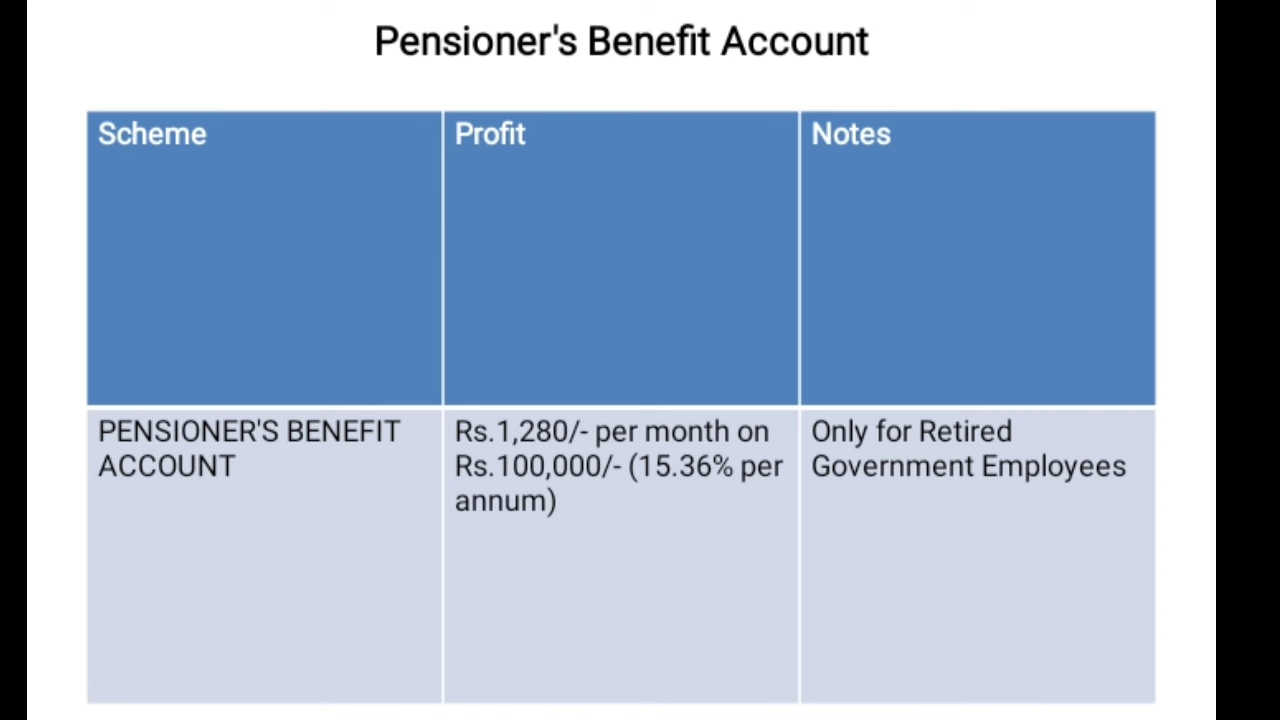 Pensioner's Benefit Account
Scheme
Profit
Notes
PENSIONER'S BENEFIT
ACCOUNT
Rs.1,280/- per month on
Rs.100,000/- (15.36% per
annum)
Only for Retired
Government Employees